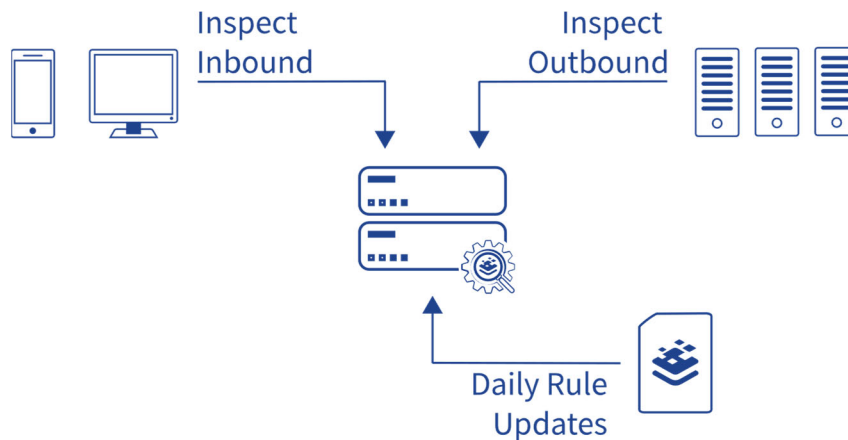 Inspect
Inbound
Inspect
Outbound
Daily Rule
Updates